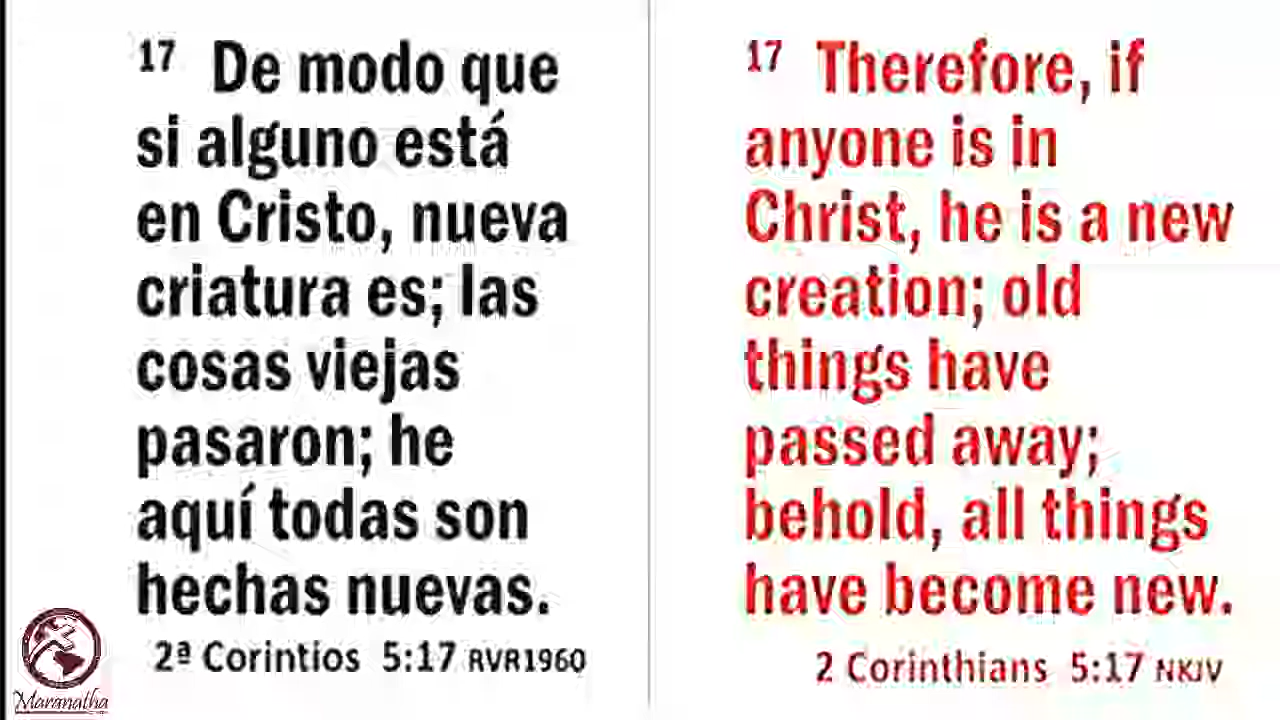 17 De modo que
si alguno está
en Cristo, nueva
criatura es; las
cosas viejas
pasaron; he
aquí todas son
hechas nuevas.
2ª Corintios 5:17 RVR1960
17 Therefore, if
anyone is in
Christ, he is a new
creation; old
things have
passed away;
behold, all things
have become new.
2 Corinthians 5:17 NKJV
Maranatha